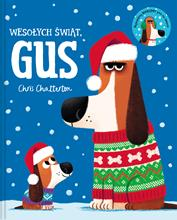 WESOŁYCH ŚWIĄT,
GUS
Chris Chatterton